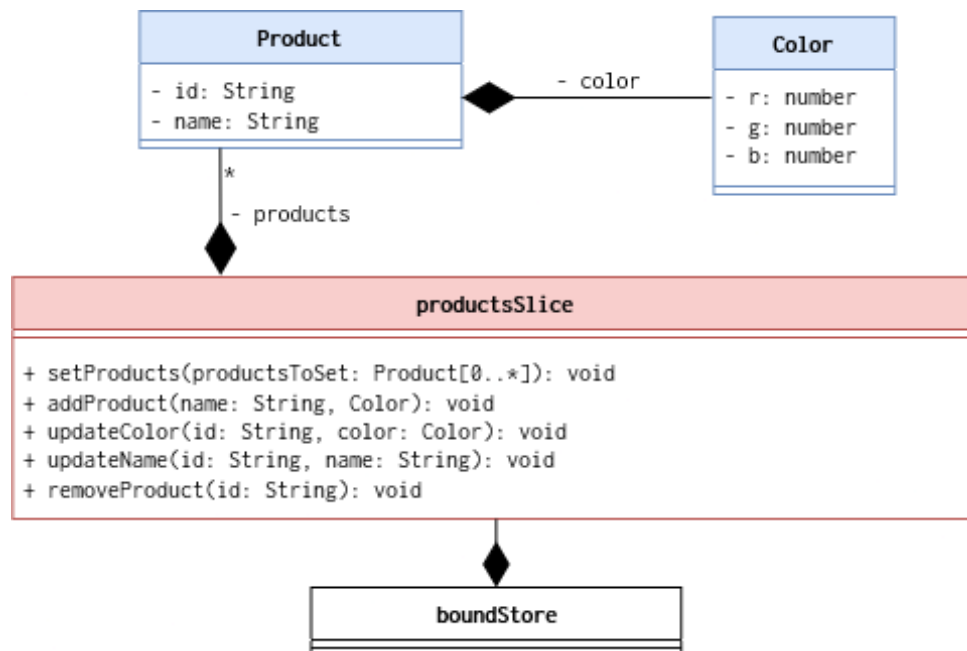 Product
- id: String
- name: String
- color
Color
- r: number
- g: number
- b: number
*
- products
productsSlice
+ setProducts(productsToSet: Product[0..*]): void
+ addProduct(name: String, Color): void
+ updateColor(id: String, color: Color): void
+ updateName(id: String, name: String): void
+ removeProduct(id: String): void
boundStore